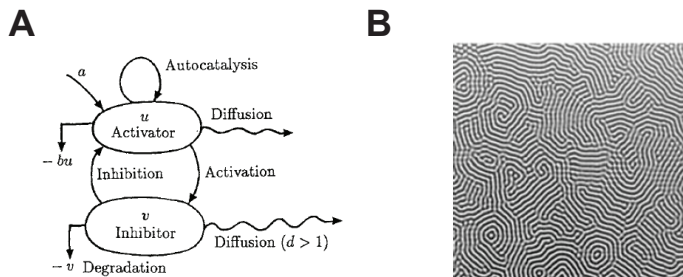 A
B
a
Autocatalysis
u
Activator
Diffusion
– bu
Inhibition
Activation
v
Inhibitor
Diffusion (d > 1)
– v Degradation